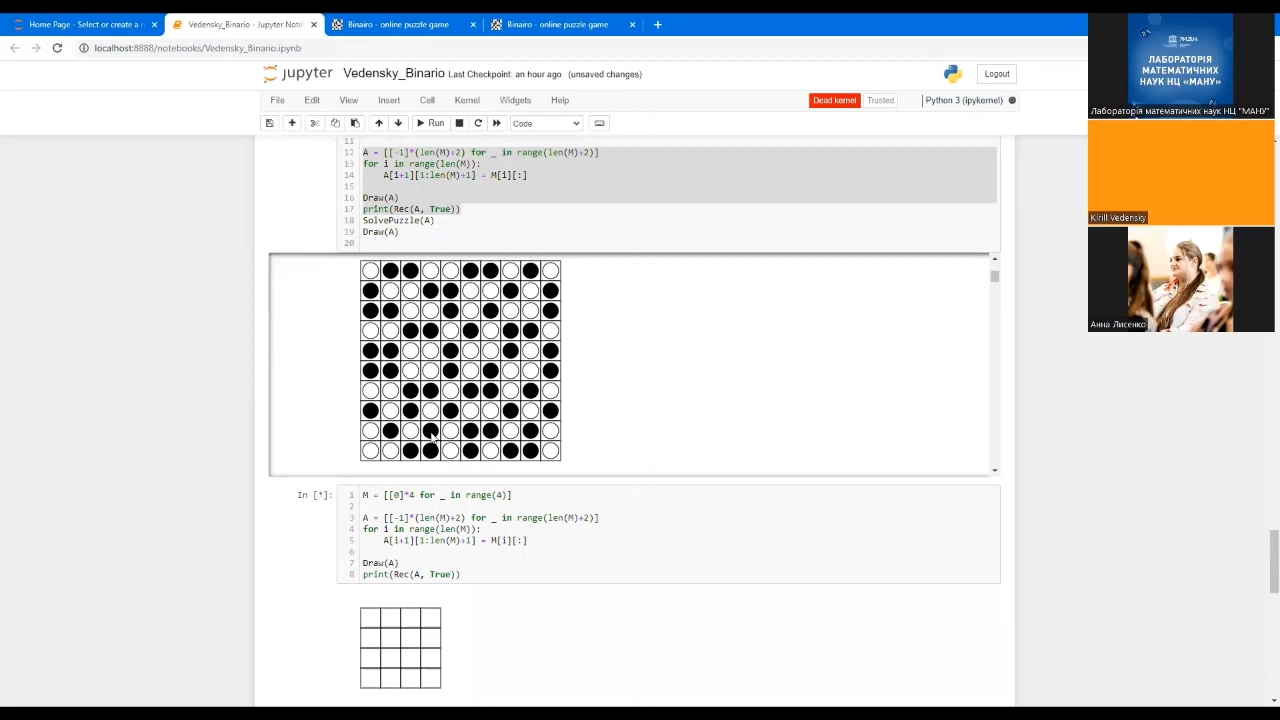 Home Page - Select or create a n
Vedensky_Binario - Jupyter Note
Binairo - online puzzle game
Binairo - online puzzle game
localhost:8888/notebooks/Vedensky_Binario.ipynb
jupyter Vedensky_Binario Last Checkpoint: an hour ago (unsaved changes)
Logout
File Edit View Insert Cell Kernel Widgets Help
Dead kernel Trusted Python 3 (ipykernel)
Run Code
11
12 A = [[-1]*(len(M)+2) for _ in range(len(M)+2)]
13 for i in range(len(M)):
14 A[i+1][1:len(M)+1] = M[i][:]
15
16 Draw(A)
17 print(Rec(A, True))
18 SolvePuzzle(A)
19 Draw(A)
20
In [*]:
1 M = [[0]*4 for _ in range(4)]
2
3 A = [[-1]*(len(M)+2) for _ in range(len(M)+2)]
4 for i in range(len(M)):
5 A[i+1][1:len(M)+1] = M[i][:]
6
7 Draw(A)
8 print(Rec(A, True))
ЛАБОРАТОРІЯ
МАТЕМАТИЧНИХ
НАУК НЦ «МАНУ»
Лабораторія математичних наук НЦ "МАНУ"
Kirill Vedensky
Анна Лисенко